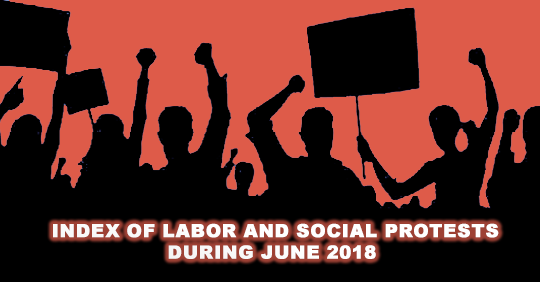 INDEX OF LABOR AND SOCIAL PROTESTS
DURING JUNE 2018